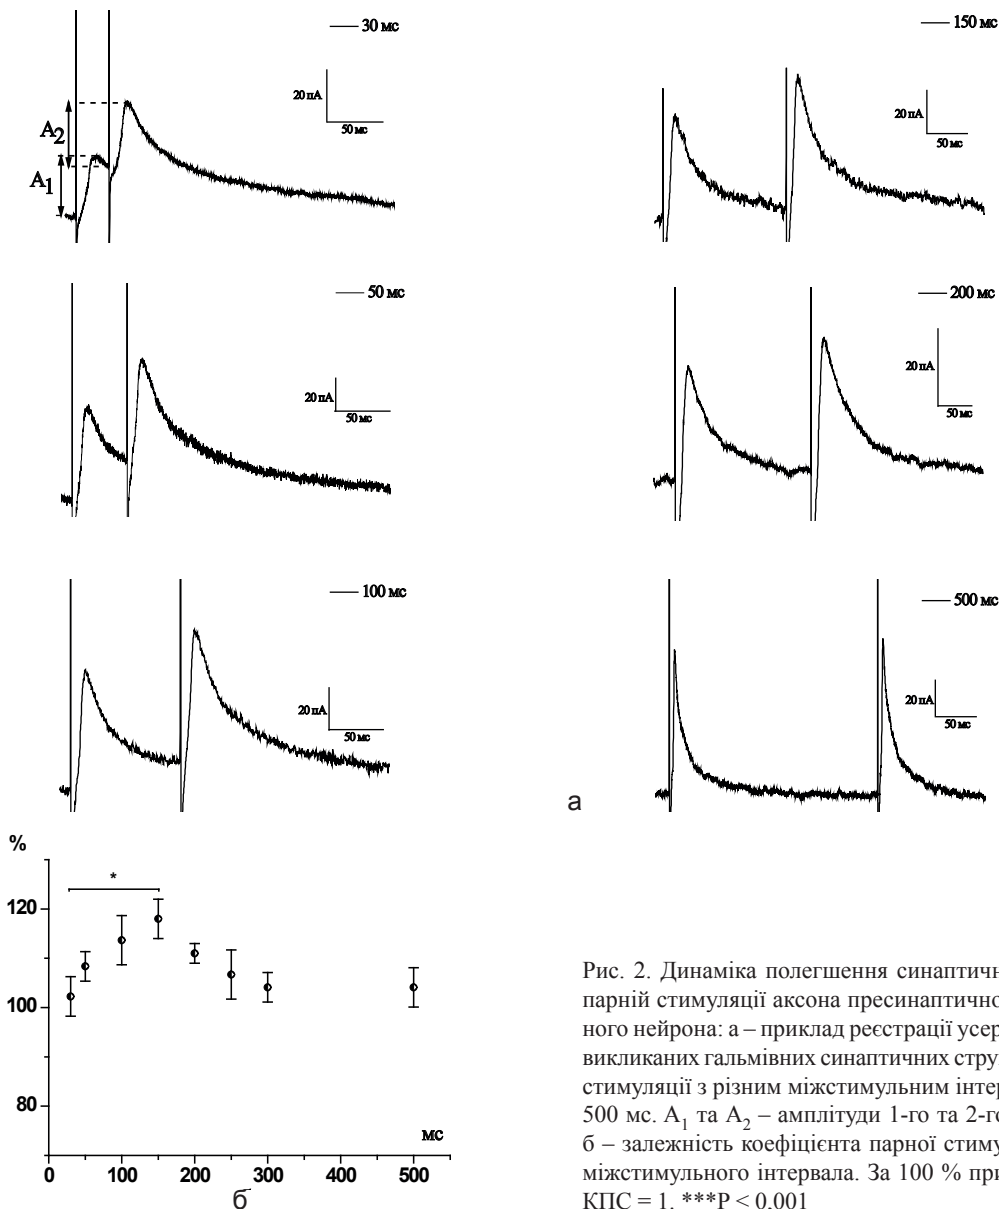 30 мс
A2
A1
20 пА
50 мс
150 мс
20 пА
50 мс
50 мс
20 пА
50 мс
200 мс
20 пА
50 мс
100 мс
20 пА
50 мс
500 мс
20 пА
50 мс
а
%
*
120
100
80
мс
0 100 200 300 400 500
б
Рис. 2. Динаміка полегшення синаптичн
парній стимуляції аксона пресинаптично
ного нейрона: а – приклад реєстрації усер
викликаних гальмівних синаптичних стру
стимуляції з різним міжстимульним інтер
500 мс. A1 та A2 – амплітуди 1-го та 2-го
б – залежність коефіцієнта парної стиму
міжстимульного інтервала. За 100 % при
КПС = 1. ***P < 0,001